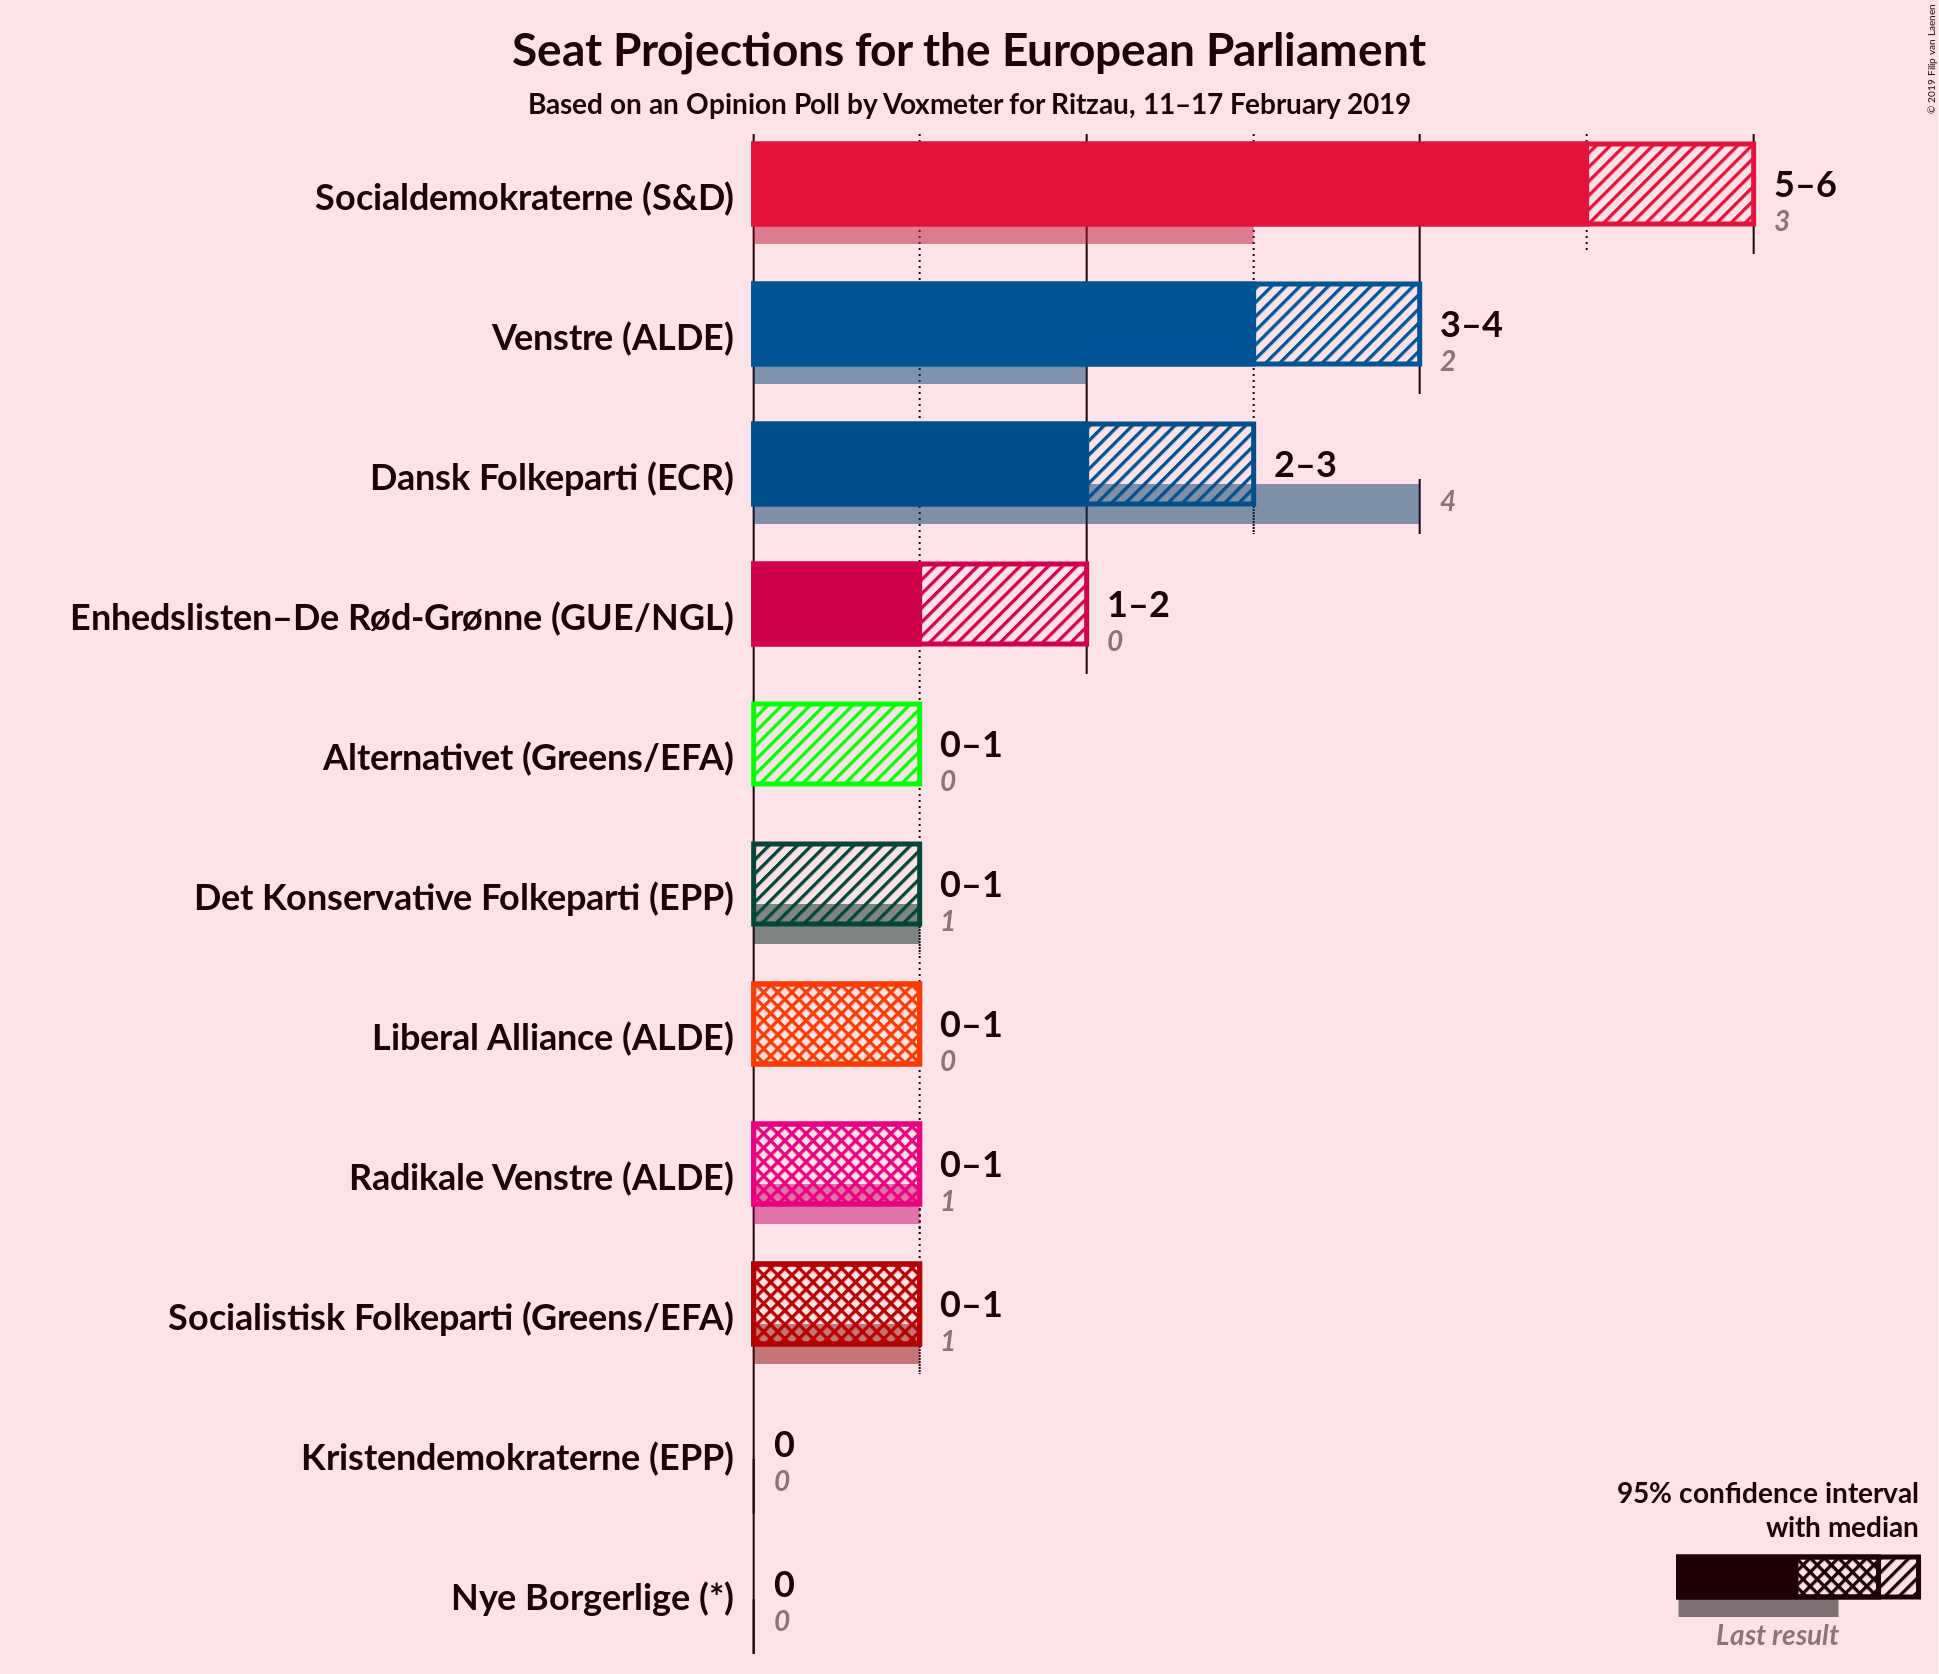 Seat Projections for the European Parliament
Based on an Opinion Poll by Voxmeter for Ritzau, 11–17 February 2019
© 2019 Filip van Laenen
Socialdemokraterne (S&D)
5–6
3
Venstre (ALDE)
3–4
2
Dansk Folkeparti (ECR)
2–3
4
Enhedslisten–De Rød-Grønne (GUE/NGL)
1–2
0
Alternativet (Greens/EFA)
0–1
0
Det Konservative Folkeparti (EPP)
0–1
1
Liberal Alliance (ALDE)
0–1
0
Radikale Venstre (ALDE)
0–1
1
Socialistisk Folkeparti (Greens/EFA)
0–1
1
Kristendemokraterne (EPP)
0
0
Nye Borgerlige (*)
0
0
95% confidence interval
with median
Last result